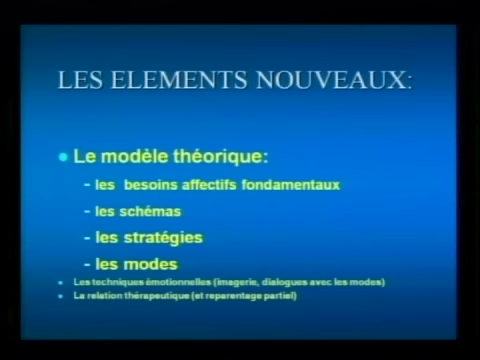 LES ELEMENTS NOUVEAUX:
Le modèle théorique:
- les besoins affectifs fondamentaux
- les schémas
- les stratégies
- les modes
Les techniques émotionnelles (imagerie, dialogues avec les modes)
La relation thérapeutique (et reparentage partiel)